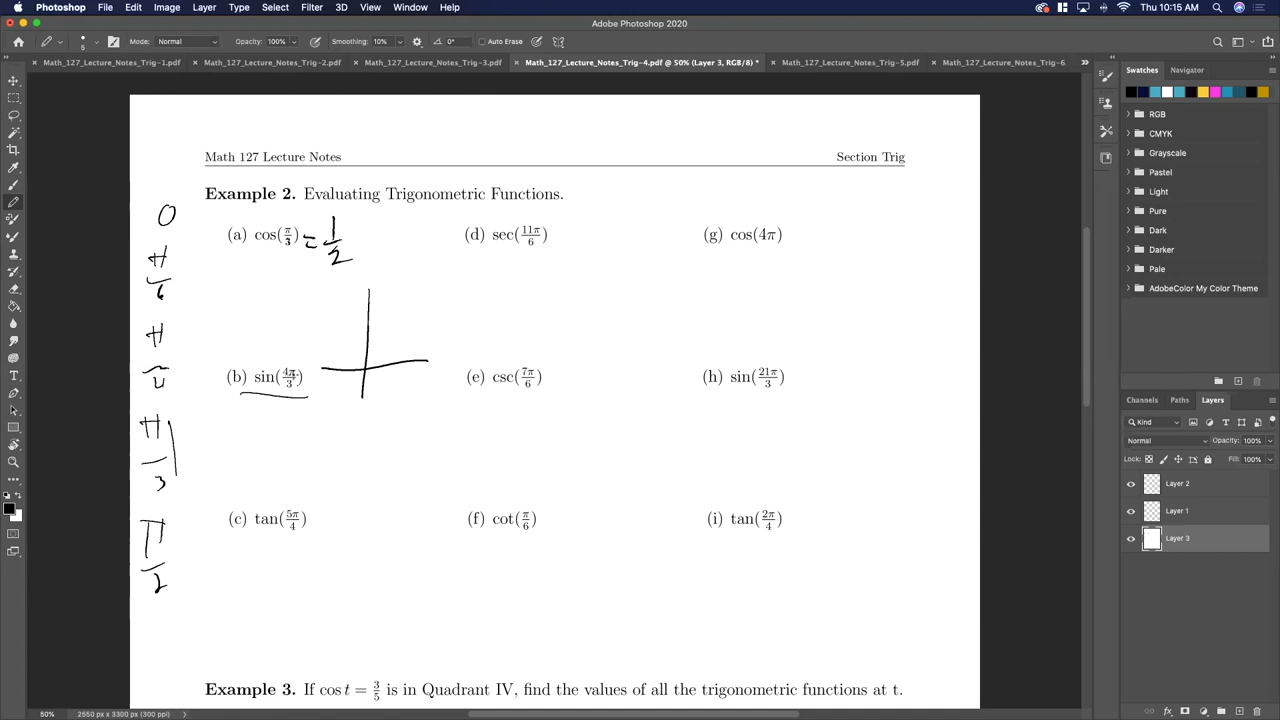 Photoshop File Edit Image Layer Type Select Filter 3D View Window Help Thu Apr 1 10:15 AM
Adobe Photoshop 2020
5 Mode: Normal Opacity: 100% Smoothing: 10% 0° Auto Erase
Math_127_Lecture_Notes_Trig-1.pdf Math_127_Lecture_Notes_Trig-2.pdf Math_127_Lecture_Notes_Trig-3.pdf Math_127_Lecture_Notes_Trig-4.pdf @ 50% (Layer 3, RGB/8) * Math_127_Lecture_Notes_Trig-5.pdf Math_127_Lecture_Notes_Trig-6.
Math 127 Lecture Notes Section Trig
Example 2. Evaluating Trigonometric Functions.
(a) cos(π/3) = 1/2 (d) sec(11π/6) (g) cos(4π)
(b) sin(4π/3) (e) csc(7π/6) (h) sin(21π/3)
(c) tan(5π/4) (f) cot(π/6) (i) tan(2π/4)
0
π/6
π/4
π/3
π/2
Example 3. If cos t = 3/5 is in Quadrant IV, find the values of all the trigonometric functions at t.
50% 2550 px x 3300 px (300 ppi)
Swatches Navigator
RGB
CMYK
Grayscale
Pastel
Light
Pure
Dark
Darker
Pale
AdobeColor My Color Theme
Channels Paths Layers
Kind
Normal Opacity: 100%
Lock: Fill: 100%
Layer 2
Layer 1
Layer 3
fx